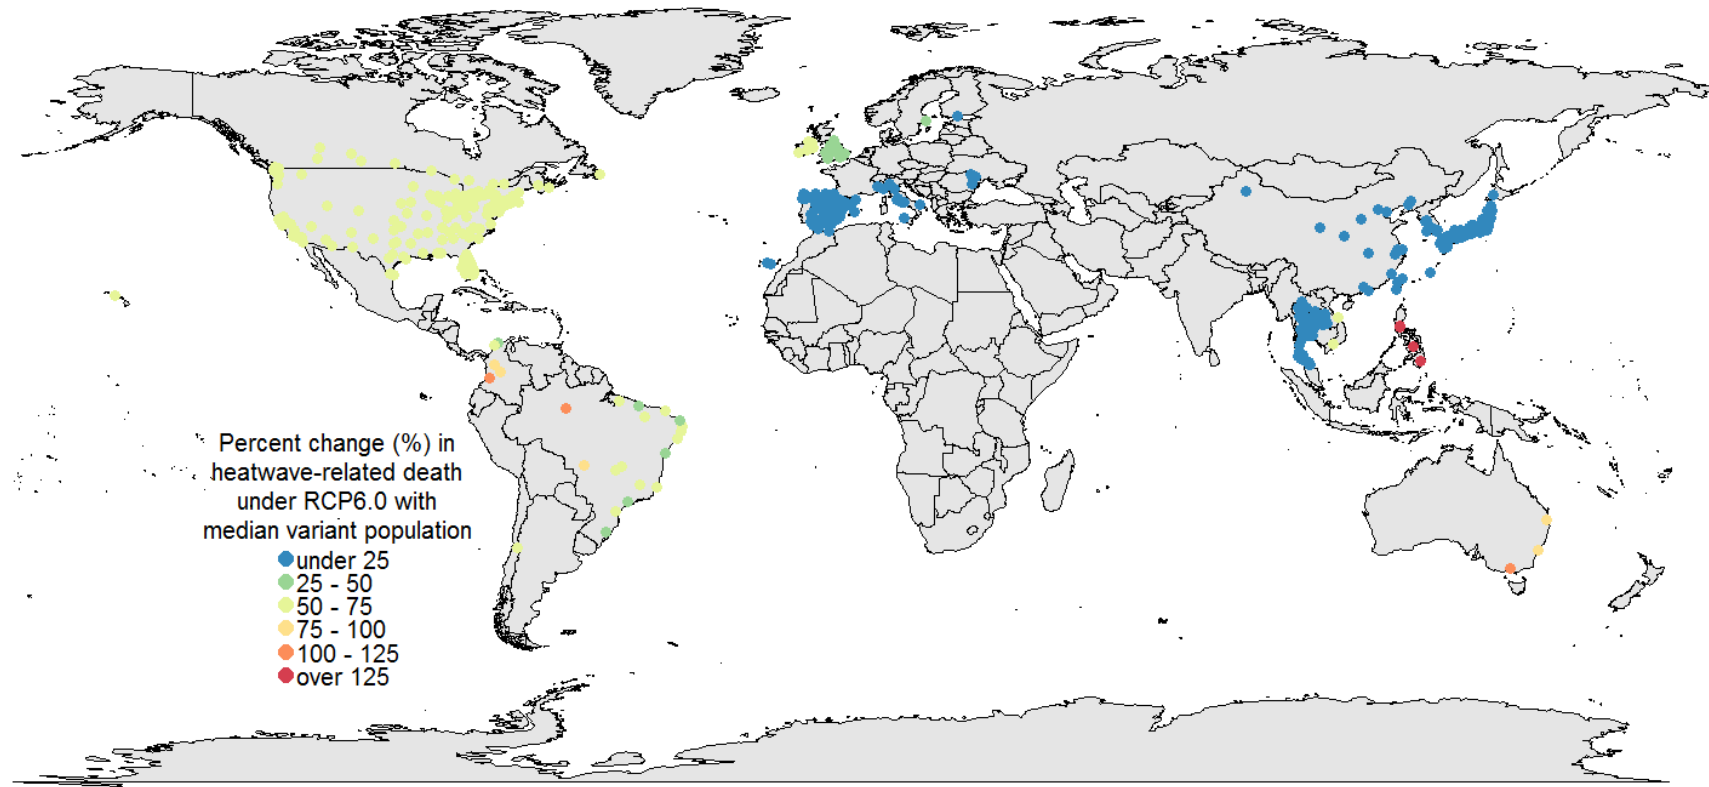 Percent change (%) in
heatwave-related death
under RCP6.0 with
median variant population
under 25
25 - 50
50 - 75
75 - 100
100 - 125
over 125